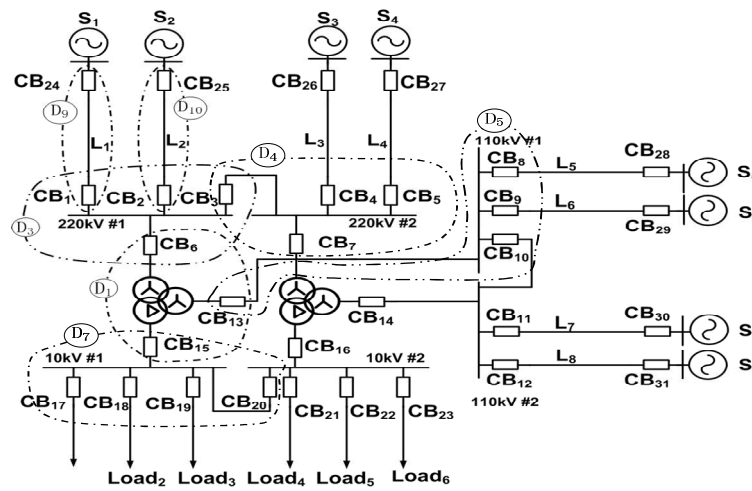 S₁ S₂ S₃ S₄
CB₂₄ CB₂₅ CB₂₆ CB₂₇
D₉ D₁₀ D₄ D₅
L₁ L₂ L₃ L₄
110kV #1
CB₈ L₅ CB₂₈ S
CB₁ CB₂ CB₃ CB₄ CB₅
CB₉ L₆ CB₂₉ S
220kV #1 220kV #2
D₃
CB₆ CB₇ CB₁₀
D₁
CB₁₃ CB₁₄
CB₁₁ L₇ CB₃₀ S
D₇
CB₁₅ CB₁₆
10kV #1 10kV #2
CB₁₂ L₈ CB₃₁ S
110kV #2
CB₁₇ CB₁₈ CB₁₉ CB₂₀ CB₂₁ CB₂₂ CB₂₃
Load₂ Load₃ Load₄ Load₅ Load₆